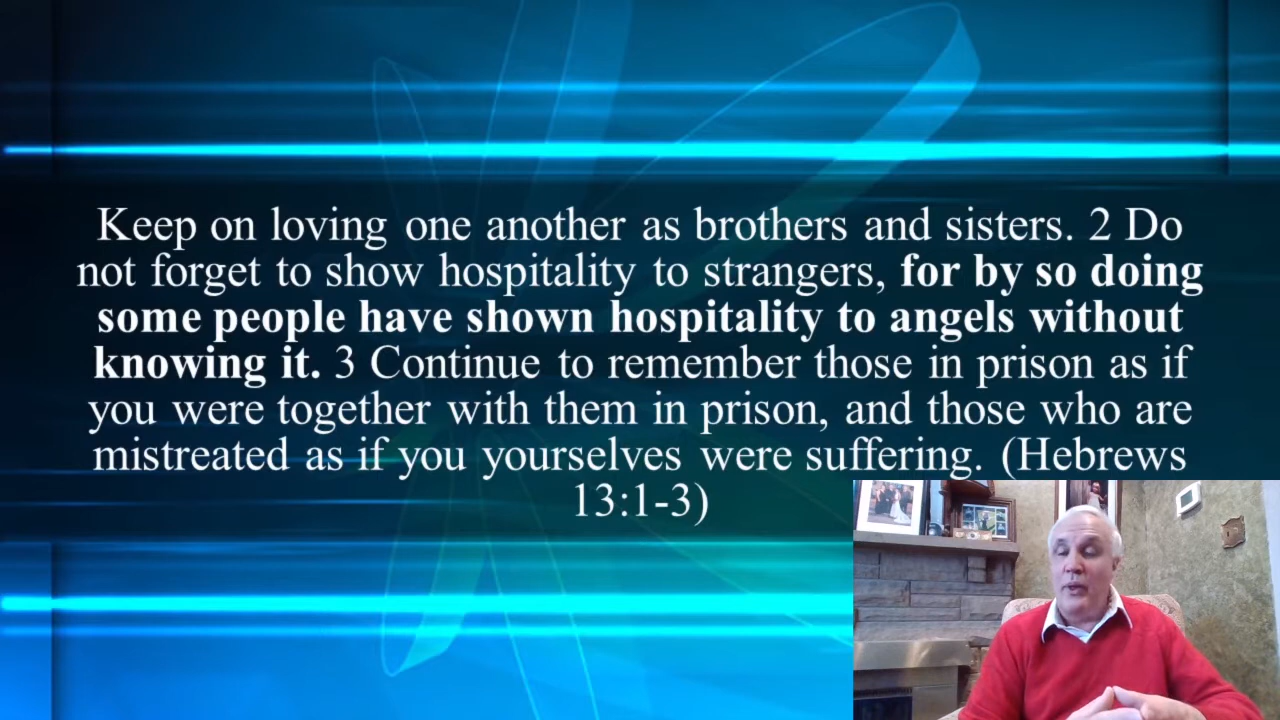 Keep on loving one another as brothers and sisters. 2 Do
not forget to show hospitality to strangers, for by so doing
some people have shown hospitality to angels without
knowing it. 3 Continue to remember those in prison as if
you were together with them in prison, and those who are
mistreated as if you yourselves were suffering. (Hebrews
13:1-3)